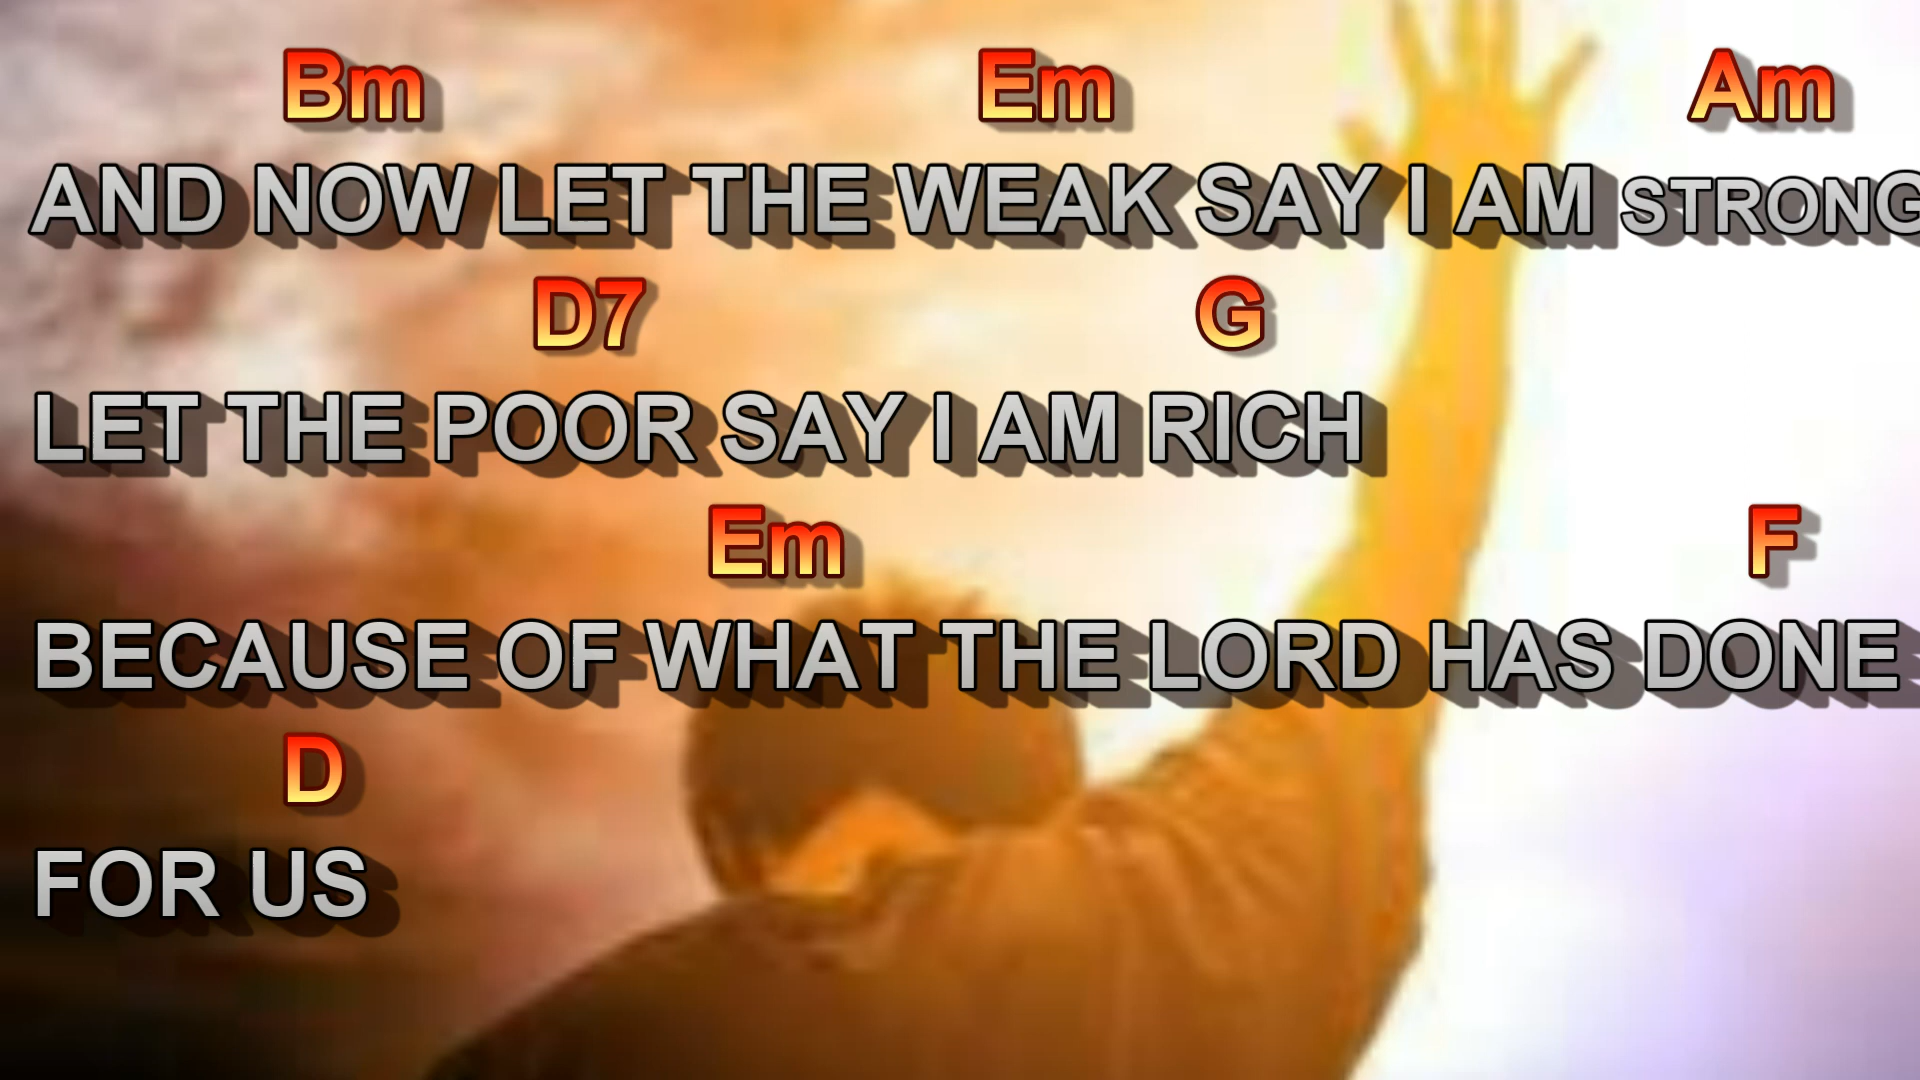 Bm Em Am
AND NOW LET THE WEAK SAY I AM STRONG
D7 G
LET THE POOR SAY I AM RICH
Em F
BECAUSE OF WHAT THE LORD HAS DONE
D
FOR US